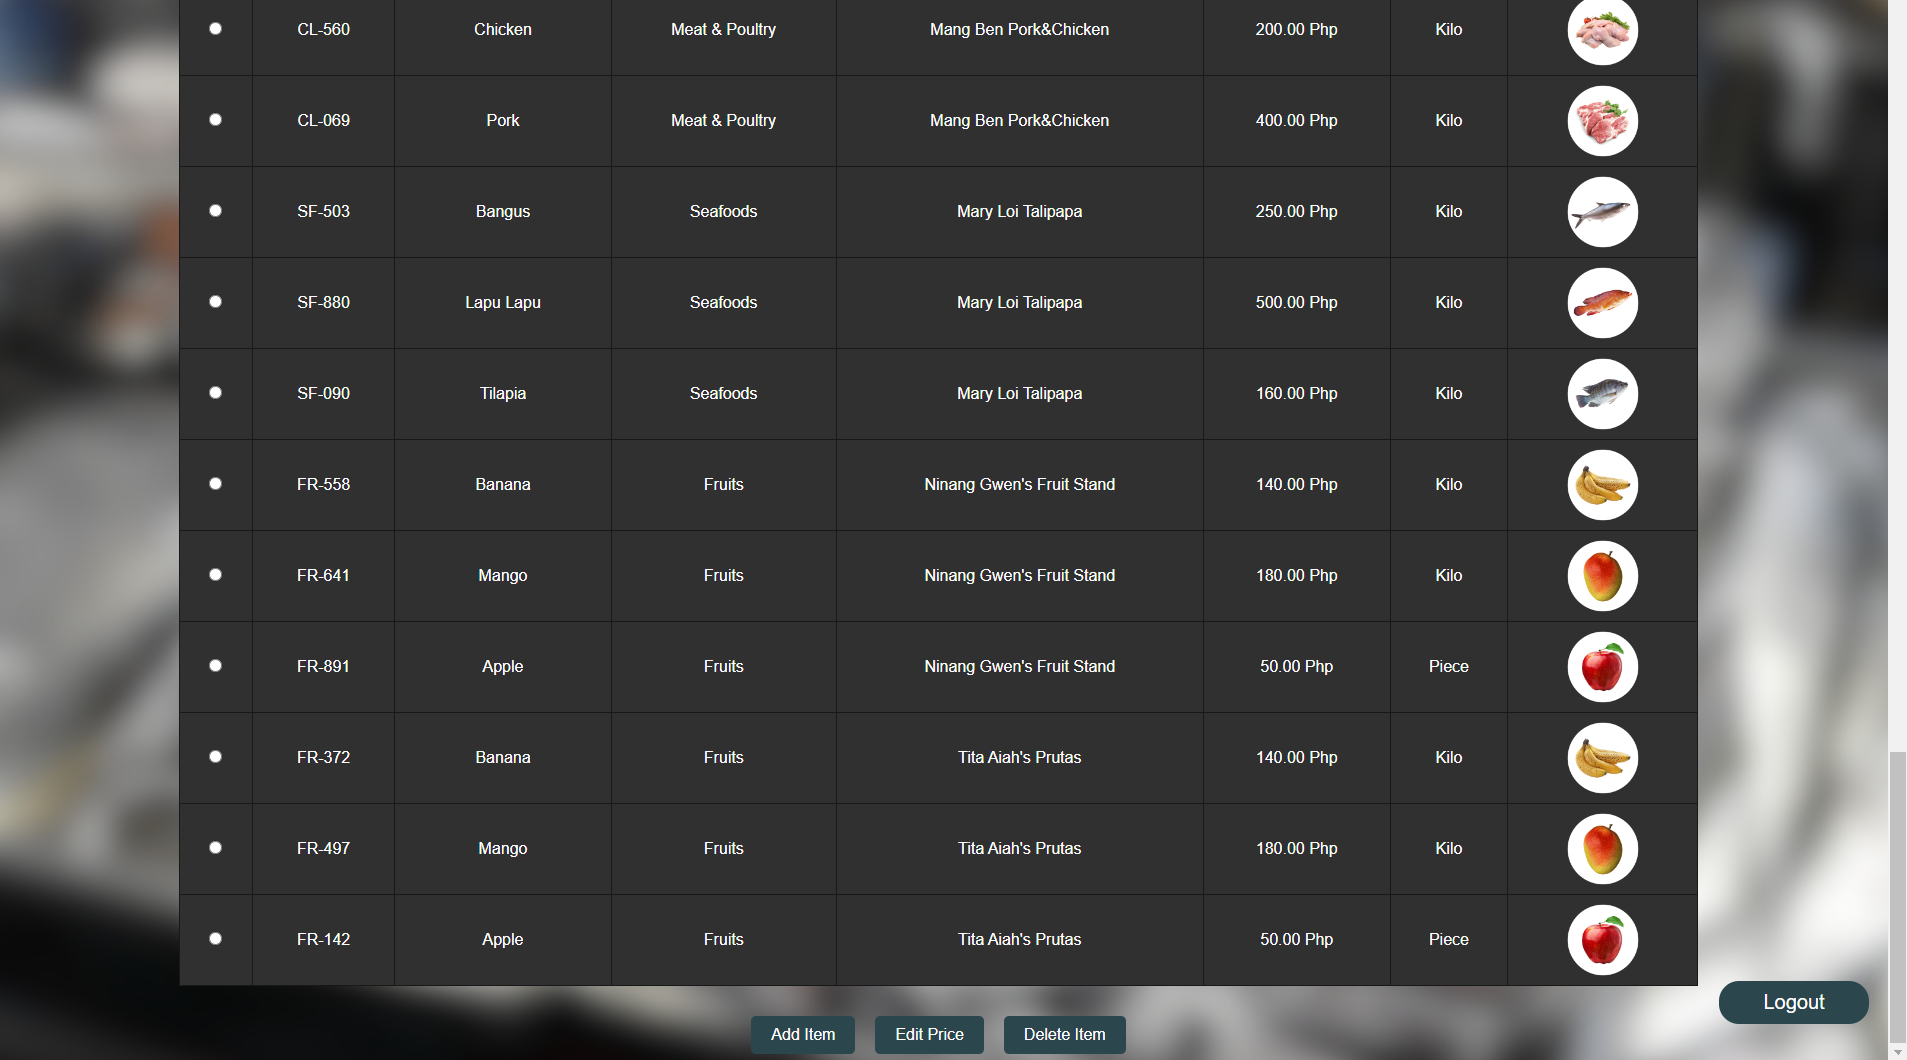 CL-560 Chicken Meat & Poultry Mang Ben Pork&Chicken 200.00 Php Kilo
CL-069 Pork Meat & Poultry Mang Ben Pork&Chicken 400.00 Php Kilo
SF-503 Bangus Seafoods Mary Loi Talipapa 250.00 Php Kilo
SF-880 Lapu Lapu Seafoods Mary Loi Talipapa 500.00 Php Kilo
SF-090 Tilapia Seafoods Mary Loi Talipapa 160.00 Php Kilo
FR-558 Banana Fruits Ninang Gwen's Fruit Stand 140.00 Php Kilo
FR-641 Mango Fruits Ninang Gwen's Fruit Stand 180.00 Php Kilo
FR-891 Apple Fruits Ninang Gwen's Fruit Stand 50.00 Php Piece
FR-372 Banana Fruits Tita Aiah's Prutas 140.00 Php Kilo
FR-497 Mango Fruits Tita Aiah's Prutas 180.00 Php Kilo
FR-142 Apple Fruits Tita Aiah's Prutas 50.00 Php Piece
Logout
Add Item Edit Price Delete Item